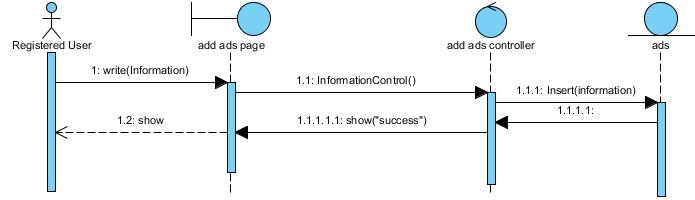 Registered User
add ads page
add ads controller
ads
1: write(Information)
1.1: InformationControl()
1.1.1: Insert(information)
1.1.1.1:
1.1.1.1.1: show("success")
1.2: show